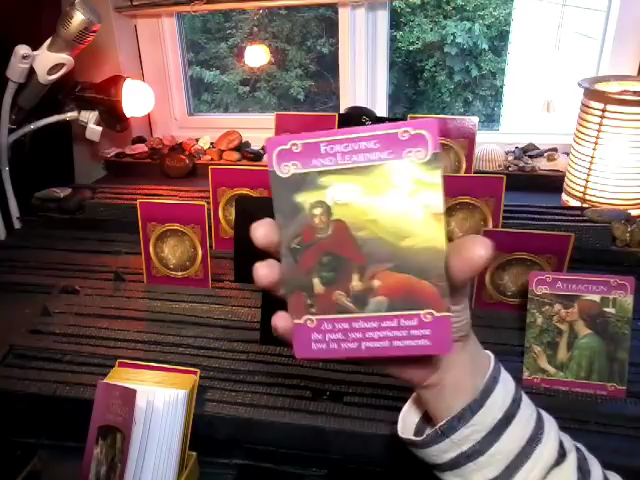 Forgiving
and Learning
As you release and heal
the past, you experience more
love in your present moments.
Attraction